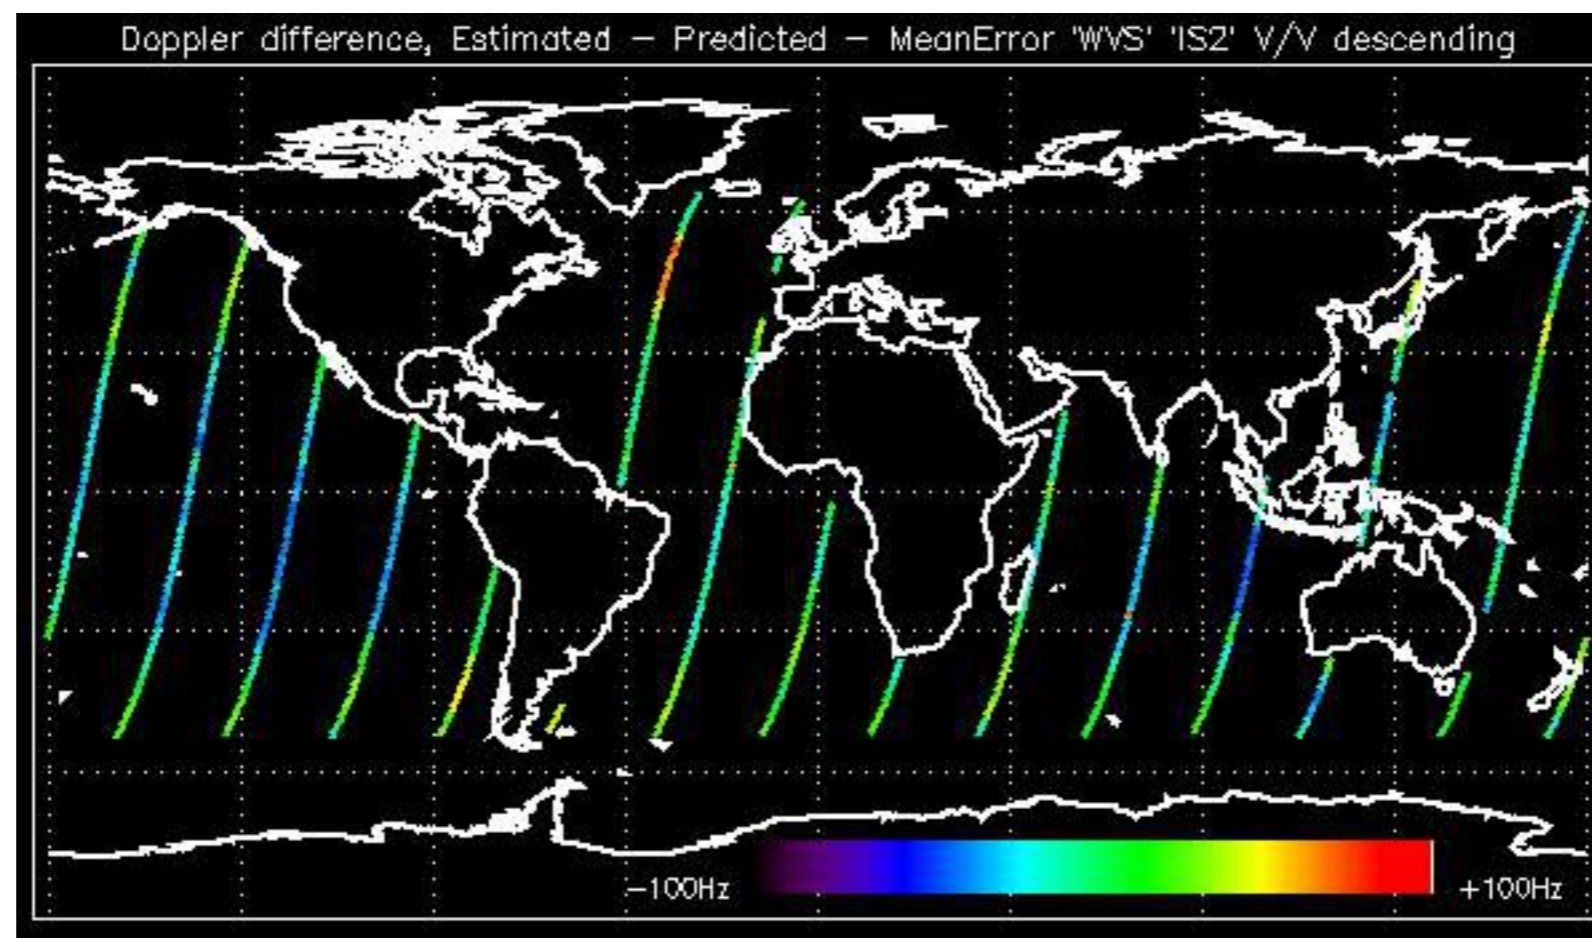 Doppler difference, Estimated − Predicted − MeanError 'WVS' 'IS2' V/V descending
−100Hz +100Hz